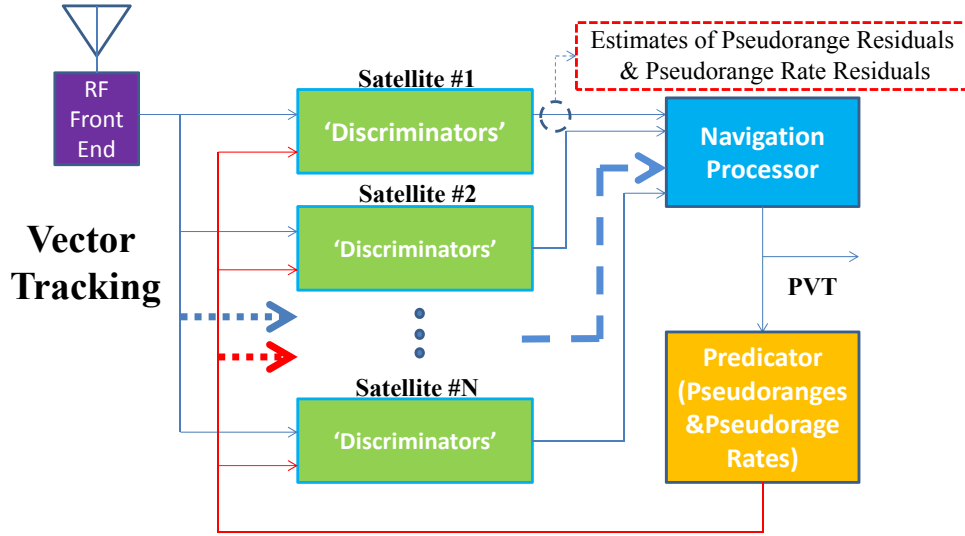 Estimates of Pseudorange Residuals
& Pseudorange Rate Residuals
RF
Front
End
Satellite #1
‘Discriminators’
Navigation
Processor
Satellite #2
‘Discriminators’
Vector
Tracking
PVT
Predicator
(Pseudoranges
&Pseudorage
Rates)
Satellite #N
‘Discriminators’